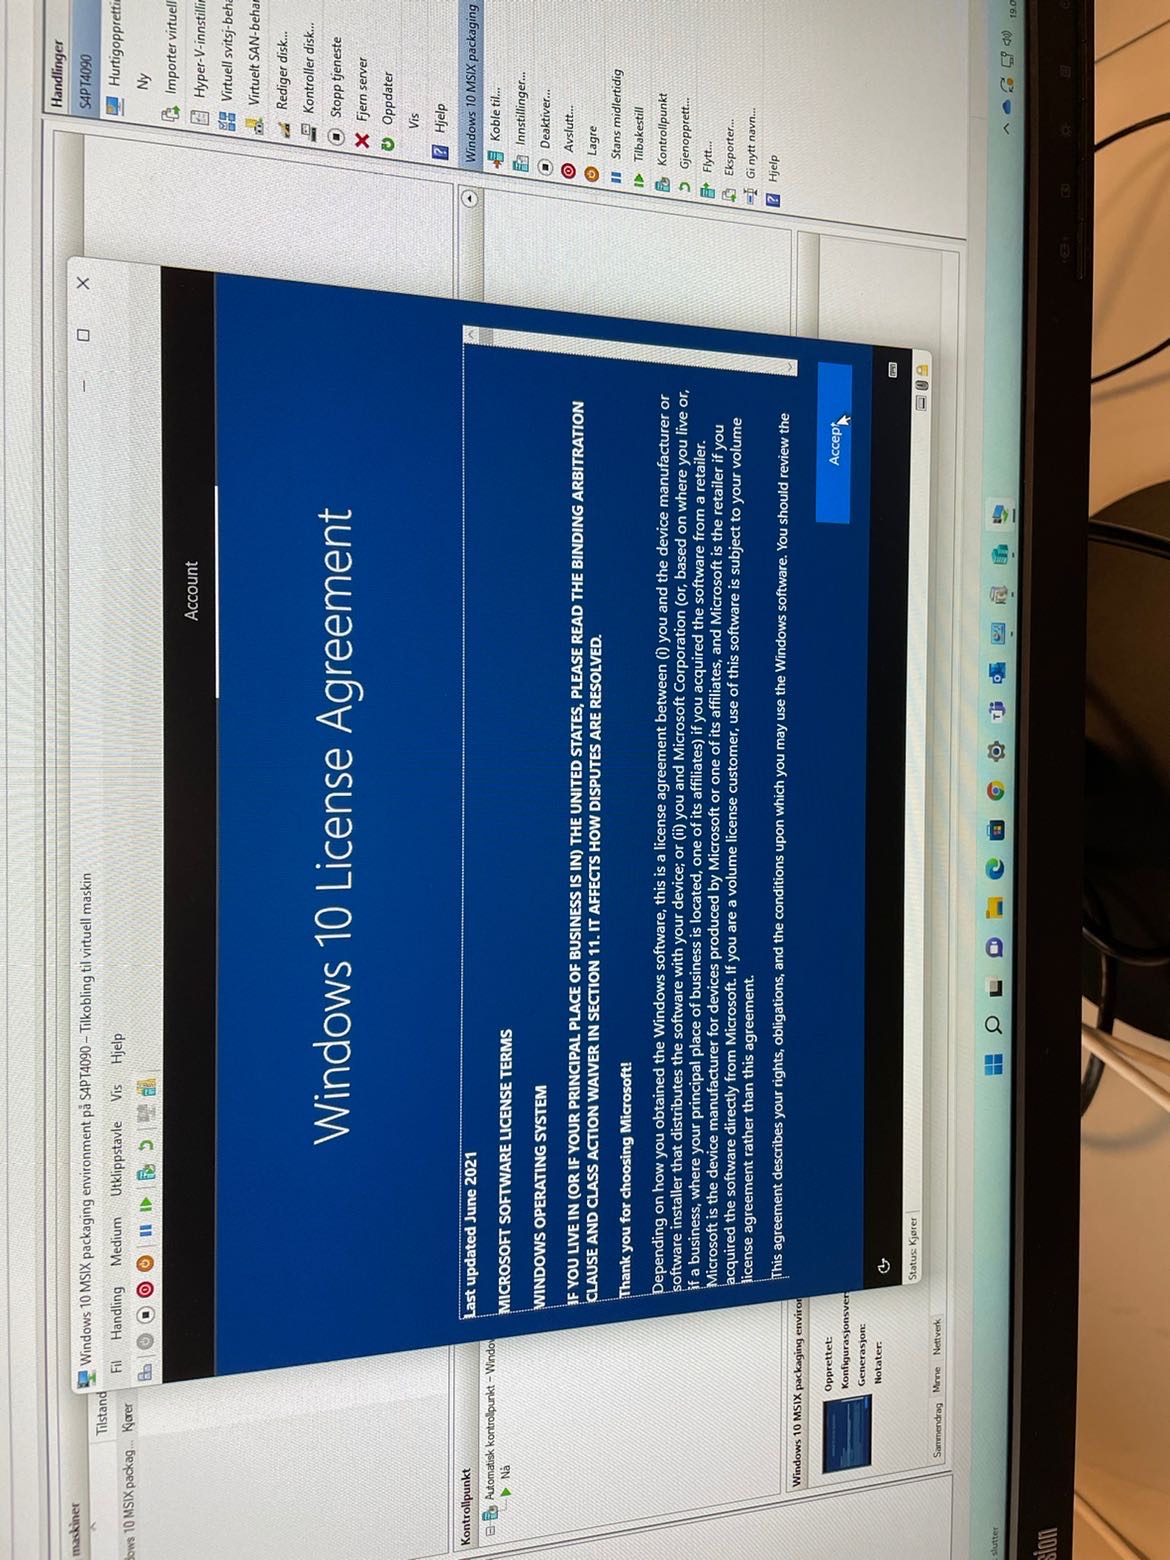 maskiner
Tilstand
dows 10 MSIX packag...
Kjører
Windows 10 MSIX packaging environment på S4PT4090 – Tilkobling til virtuell maskin
Fil Handling Medium Utklippstavle Vis Hjelp
Account
Windows 10 License Agreement
Last updated June 2021
MICROSOFT SOFTWARE LICENSE TERMS
WINDOWS OPERATING SYSTEM
IF YOU LIVE IN (OR IF YOUR PRINCIPAL PLACE OF BUSINESS IS IN) THE UNITED STATES, PLEASE READ THE BINDING ARBITRATION
CLAUSE AND CLASS ACTION WAIVER IN SECTION 11. IT AFFECTS HOW DISPUTES ARE RESOLVED.
Thank you for choosing Microsoft!
Depending on how you obtained the Windows software, this is a license agreement between (i) you and the device manufacturer or
software installer that distributes the software with your device; or (ii) you and Microsoft Corporation (or, based on where you live or,
if a business, where your principal place of business is located, one of its affiliates) if you acquired the software from a retailer.
Microsoft is the device manufacturer for devices produced by Microsoft or one of its affiliates, and Microsoft is the retailer if you
acquired the software directly from Microsoft. If you are a volume license customer, use of this software is subject to your volume
license agreement rather than this agreement.
This agreement describes your rights, obligations, and the conditions upon which you may use the Windows software. You should review the
Accept
Status: Kjører
Kontrollpunkt
Automatisk kontrollpunkt – Window
Nå
Windows 10 MSIX packaging environ
Opprettet:
Konfigurasjonsver
Generasjon:
Notater:
Sammendrag Minne Nettverk
Handlinger
S4PT4090
Hurtigoppretti
Ny
Importer virtuell
Hyper-V-innstillin
Virtuell svitsj-beha
Virtuelt SAN-behan
Rediger disk...
Kontroller disk...
Stopp tjeneste
Fjern server
Oppdater
Vis
Hjelp
Windows 10 MSIX packaging
Koble til...
Innstillinger...
Deaktiver...
Avslutt...
Lagre
Stans midlertidig
Tilbakestill
Kontrollpunkt
Gjenopprett...
Flytt...
Eksporter...
Gi nytt navn...
Hjelp
slutter
19.0
sion